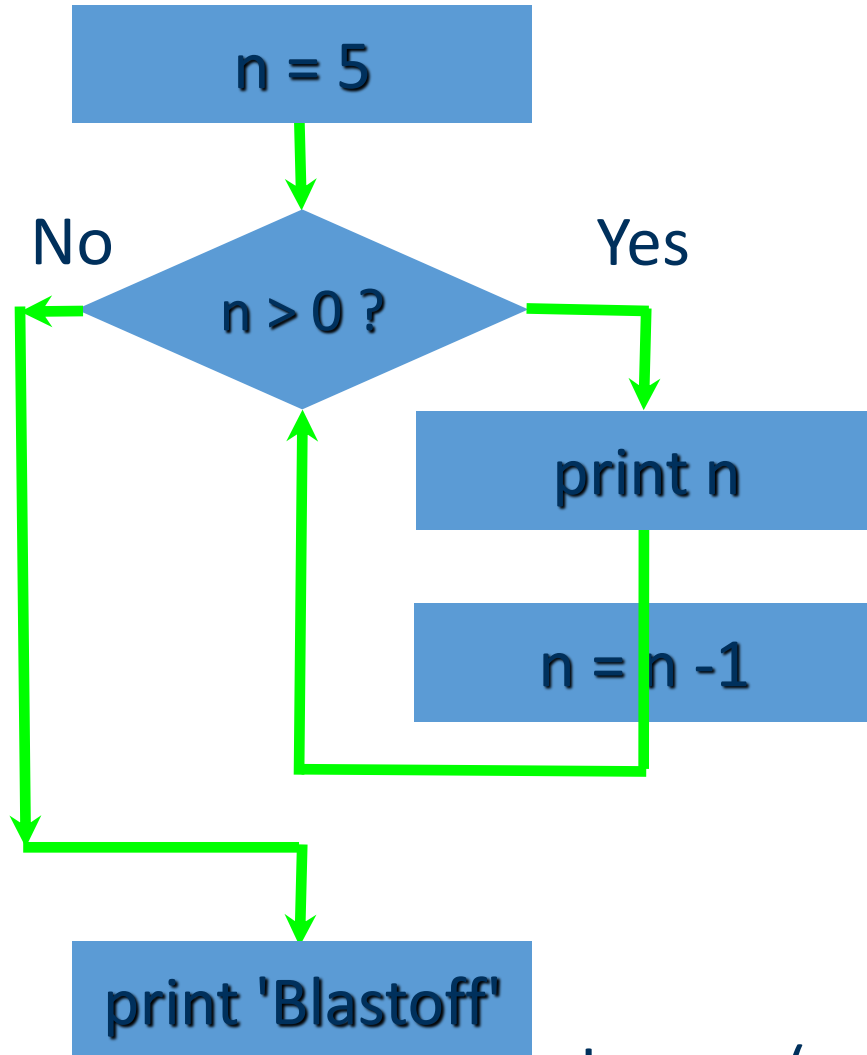 n = 5
No
Yes
n > 0 ?
print n
n = n -1
print 'Blastoff'